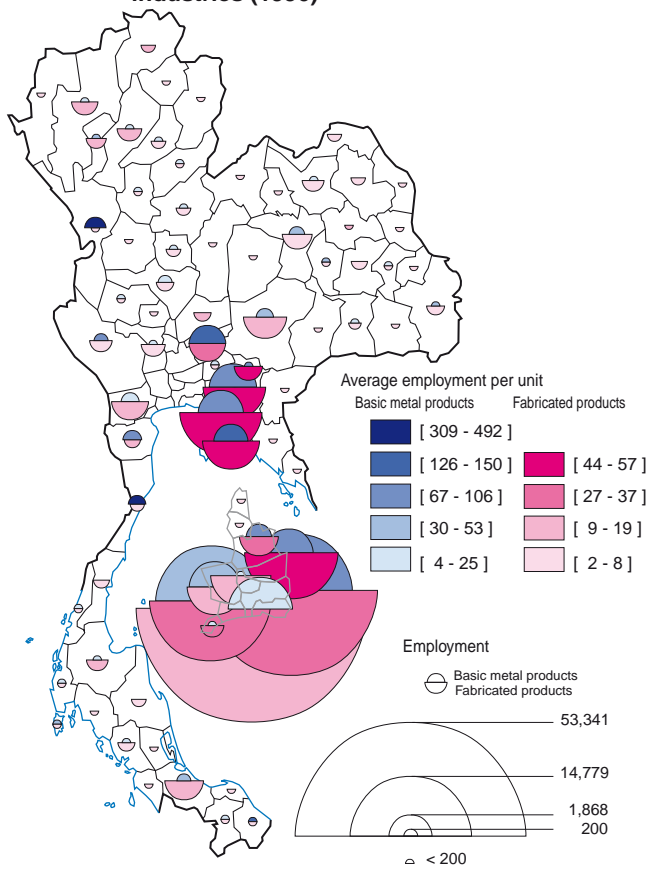 Average employment per unit
Basic metal products Fabricated products
[ 309 - 492 ]
[ 126 - 150 ] [ 44 - 57 ]
[ 67 - 106 ] [ 27 - 37 ]
[ 30 - 53 ] [ 9 - 19 ]
[ 4 - 25 ] [ 2 - 8 ]
Employment
Basic metal products
Fabricated products
53,341
14,779
1,868
200
< 200